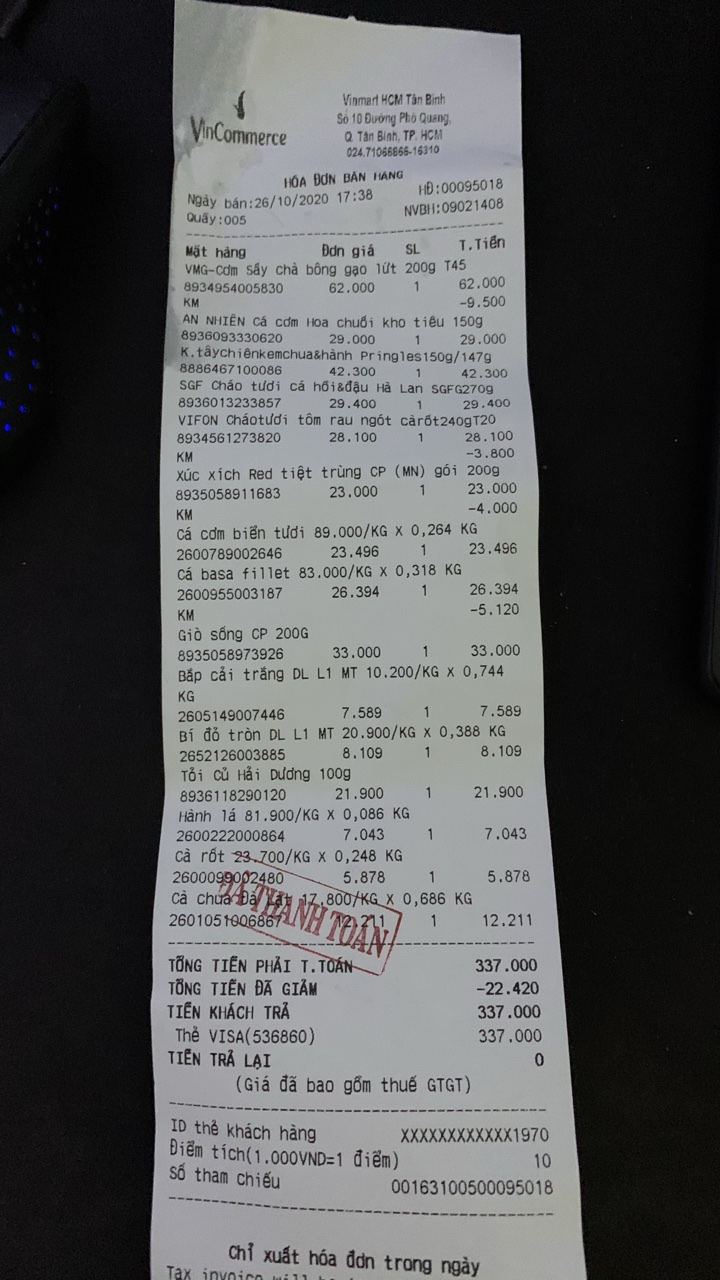 VinCommerce
Vinmart HCM Tân Bình
Số 10 Đường Phổ Quang,
Q. Tân Bình, TP. HCM
024.71066866-16310
HÓA ĐƠN BÁN HÀNG
Ngày bán:26/10/2020 17:38 HĐ:00095018
Quầy:005 NVBH:09021408
Mặt hàng Đơn giá SL T.Tiền
VMG-Cơm Sấy chà bông gạo lứt 200g T45
8934954005830 62.000 1 62.000
KM -9.500
AN NHIÊN Cá cơm Hoa chuối kho tiêu 150g
8936093330620 29.000 1 29.000
K.tâychiênkemchua&hành Pringles150g/147g
8886467100086 42.300 1 42.300
SGF Cháo tươi cá hồi&đậu Hà Lan SGFG270g
8936013233857 29.400 1 29.400
VIFON Cháotươi tôm rau ngót càrốt240gT20
8934561273820 28.100 1 28.100
KM -3.800
Xúc xích Red tiệt trùng CP (MN) gói 200g
8935058911683 23.000 1 23.000
KM -4.000
Cá cơm biển tươi 89.000/KG X 0,264 KG
2600789002646 23.496 1 23.496
Cá basa fillet 83.000/KG X 0,318 KG
2600955003187 26.394 1 26.394
KM -5.120
Giò sống CP 200G
8935058973926 33.000 1 33.000
Bắp cải trắng DL L1 MT 10.200/KG X 0,744
KG
2605149007446 7.589 1 7.589
Bí đỏ tròn DL L1 MT 20.900/KG X 0,388 KG
2652126003885 8.109 1 8.109
Tỏi Củ Hải Dương 100g
8936118290120 21.900 1 21.900
Hành lá 81.900/KG X 0,086 KG
2600222000864 7.043 1 7.043
Cà rốt 23.700/KG X 0,248 KG
2600099002480 5.878 1 5.878
Cà chua Đà Lạt 17.800/KG X 0,686 KG
2601051006867 12.211 1 12.211
ĐÃ THANH TOÁN
TỔNG TIỀN PHẢI T.TOÁN 337.000
TỔNG TIỀN ĐÃ GIẢM -22.420
TIỀN KHÁCH TRẢ 337.000
Thẻ VISA(536860) 337.000
TIỀN TRẢ LẠI 0
(Giá đã bao gồm thuế GTGT)
ID thẻ khách hàng XXXXXXXXXXXX1970
Điểm tích(1.000VND=1 điểm) 10
Số tham chiếu 00163100500095018
Chỉ xuất hóa đơn trong ngày
Tax invoice will be